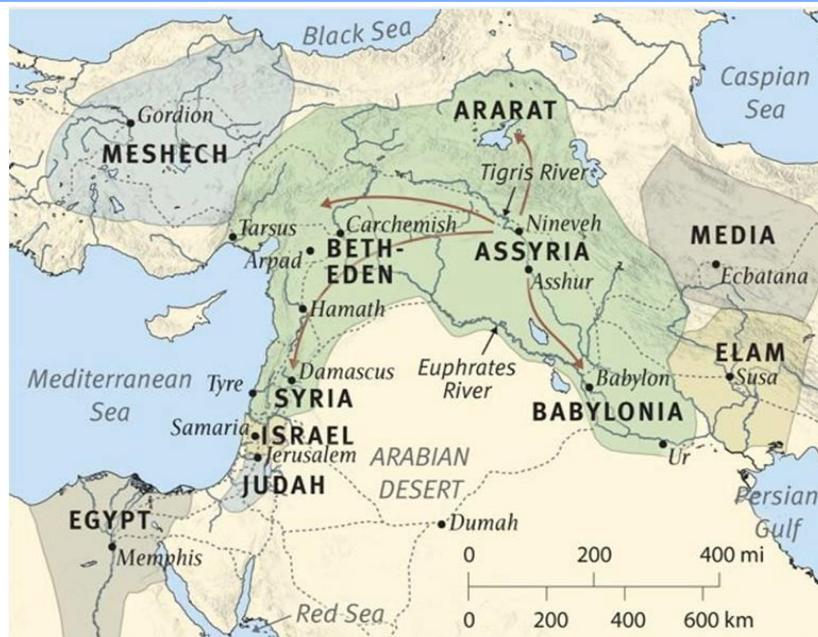 Black Sea
Caspian
Sea
Gordion
MESHECH
ARARAT
Tigris River
Tarsus
Carchemish
Nineveh
Arpad
BETH-
EDEN
ASSYRIA
MEDIA
Asshur
Ecbatana
Hamath
Mediterranean
Sea
Tyre
Damascus
SYRIA
Euphrates
River
Babylon
BABYLONIA
ELAM
Susa
Samaria
ISRAEL
Jerusalem
JUDAH
ARABIAN
DESERT
Ur
Persian
Gulf
EGYPT
Memphis
Dumah
0 200 400 mi
0 200 400 600 km
Red Sea